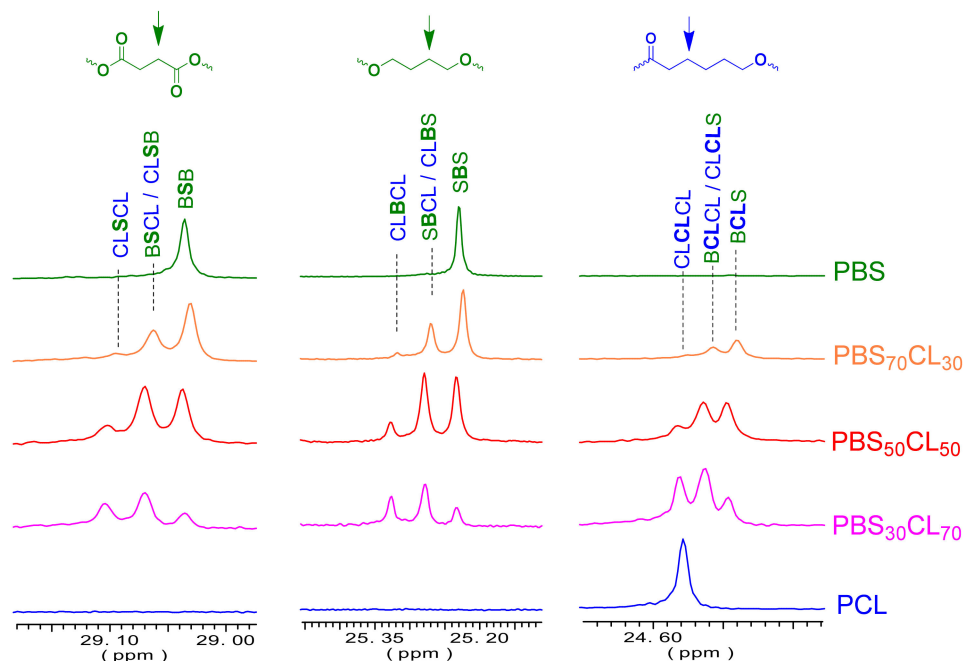 O
O
O
O
O
O
O
O
CLSCL
BSCL / CLSB
BSB
CLBCL
SBCL / CLBS
SBS
CLCLCL
BCLCL / CLCLS
BCLS
PBS
PBS70CL30
PBS50CL50
PBS30CL70
PCL
29.10 29.00
(ppm)
25.35 25.20
(ppm)
24.60
(ppm)